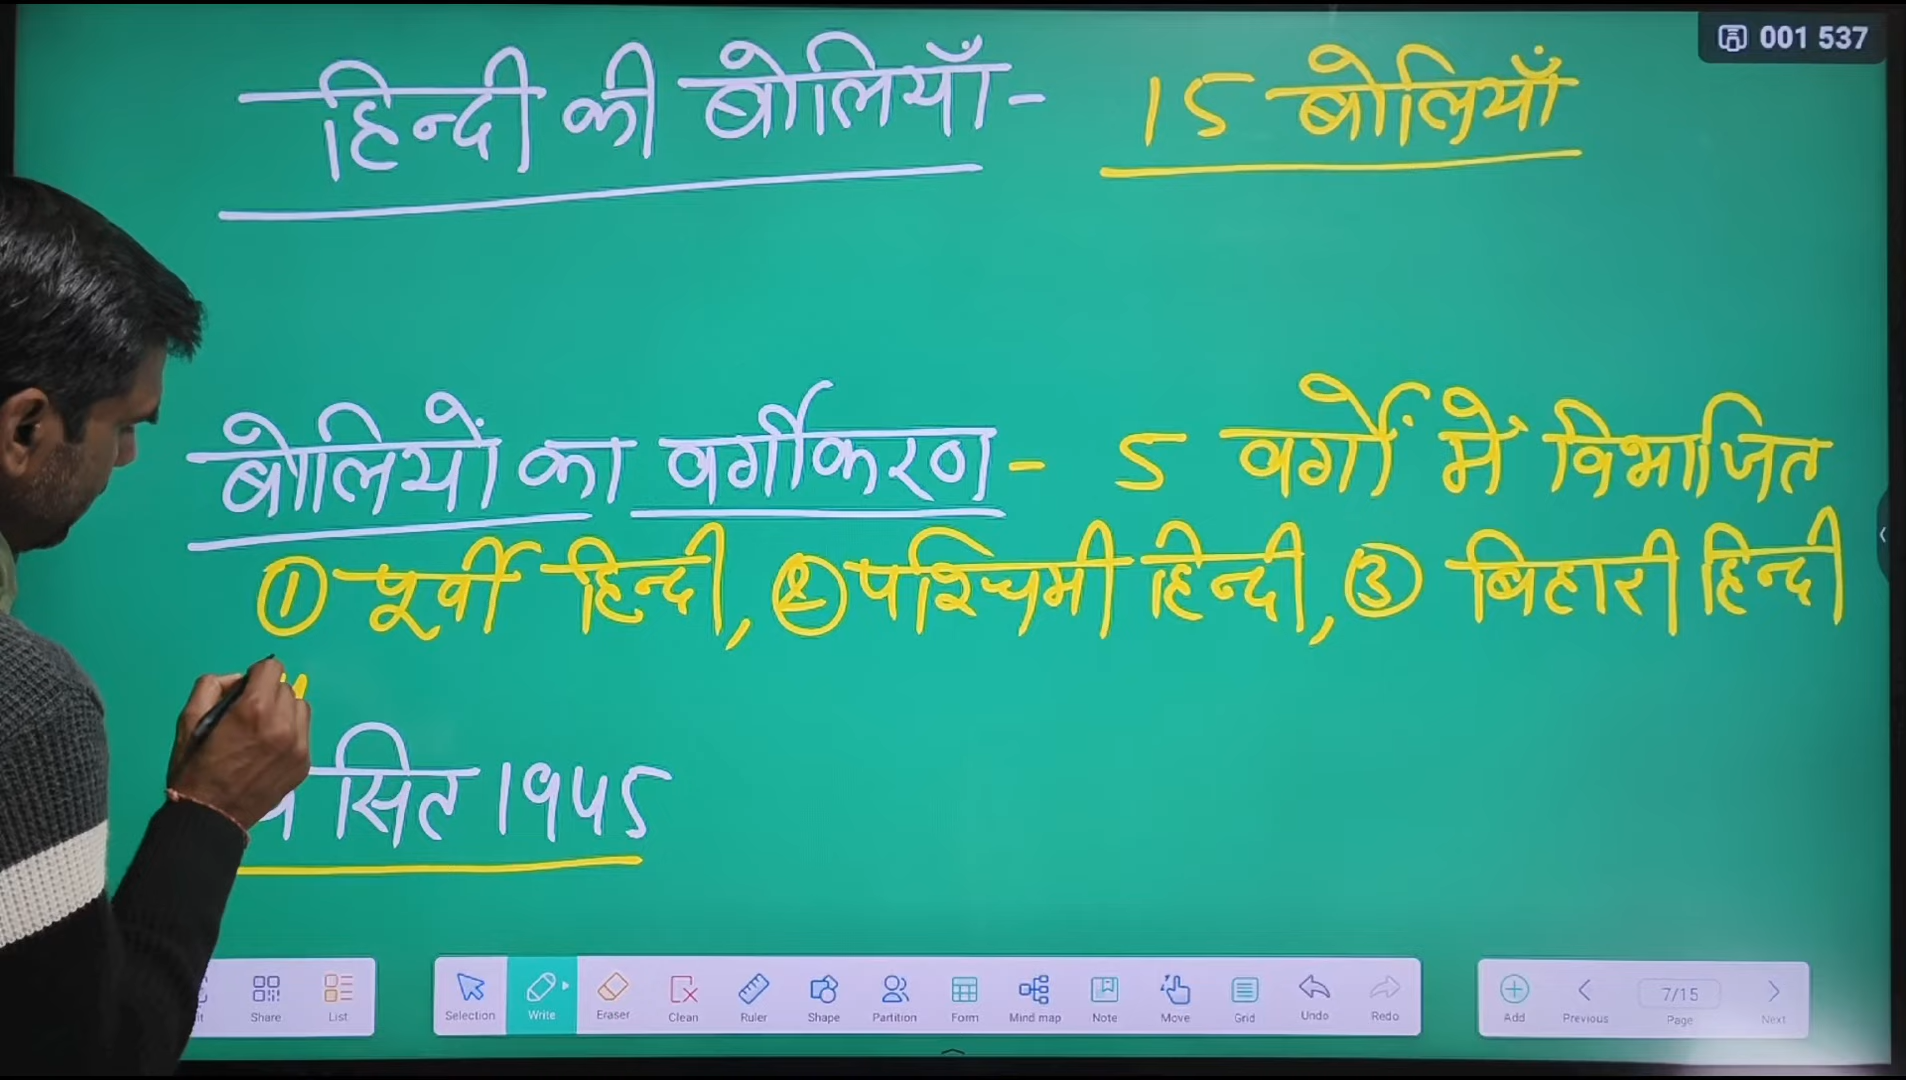 001 537
हिन्दी की बोलियाँ- 15 बोलियाँ
बोलियों का वर्गीकरण- 5 वर्गों में विभाजित
① पूर्वी हिन्दी, ② पश्चिमी हिन्दी, ③ बिहारी हिन्दी
सित १९५५
Share List Selection Write Eraser Clean Ruler Shape Partition Form Mind map Note Move Grid Undo Redo Add Previous 7/15 Page Next